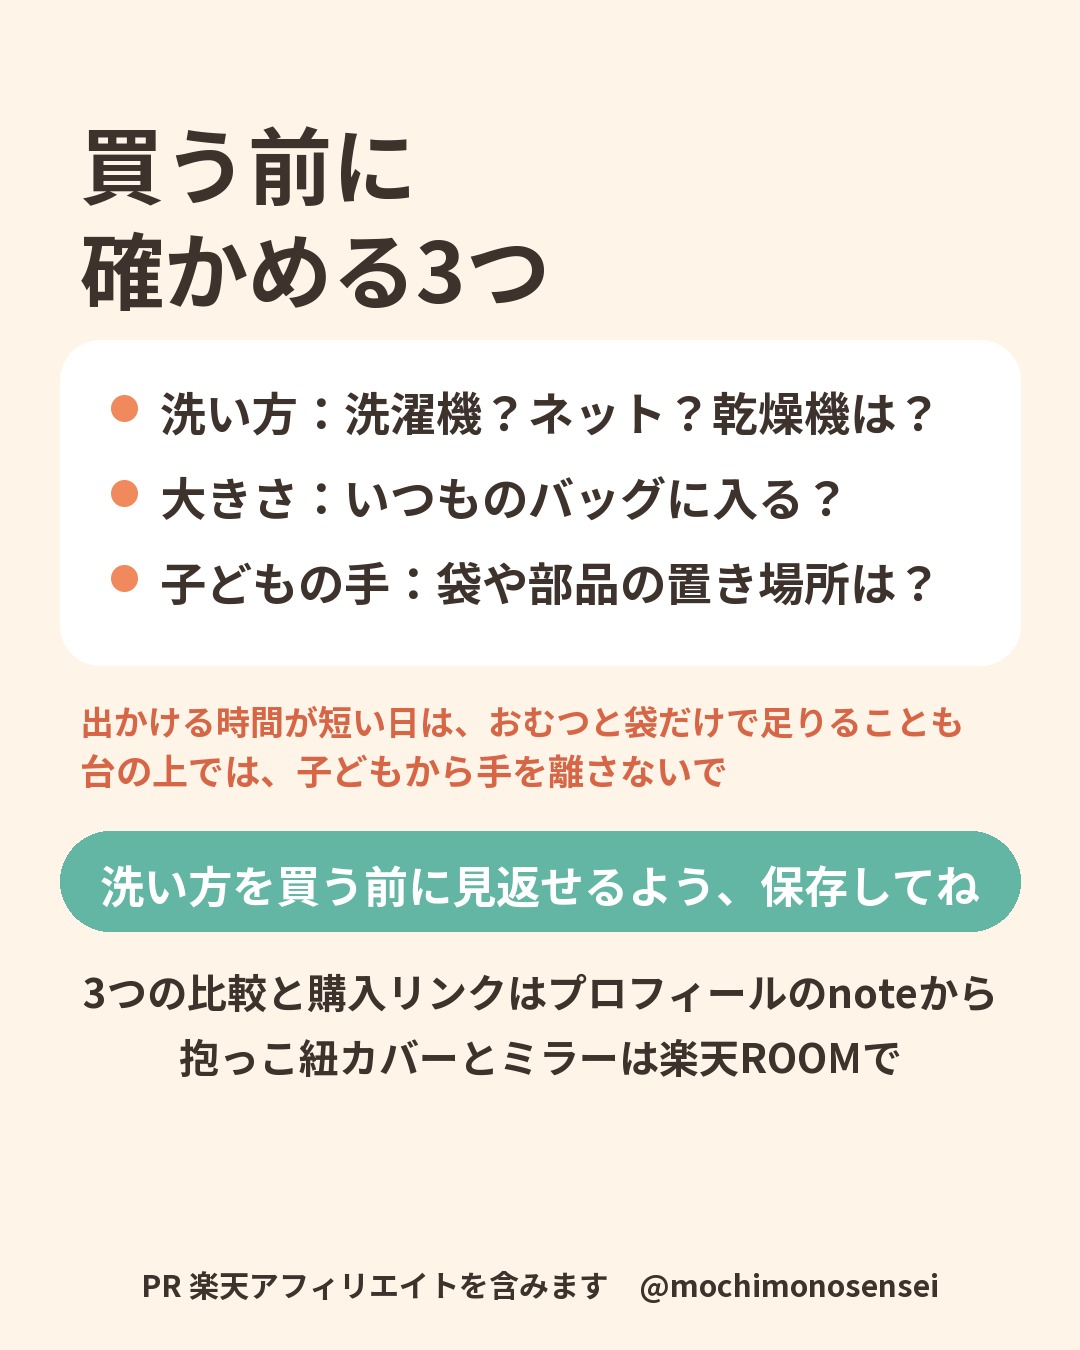 買う前に
確かめる3つ
洗い方：洗濯機？ネット？乾燥機は？
大きさ：いつものバッグに入る？
子どもの手：袋や部品の置き場所は？
出かける時間が短い日は、おむつと袋だけで足りることも
台の上では、子どもから手を離さないで
洗い方を買う前に見返せるよう、保存してね
3つの比較と購入リンクはプロフィールのnoteから
抱っこ紐カバーとミラーは楽天ROOMで
PR 楽天アフィリエイトを含みます　@mochimonosensei